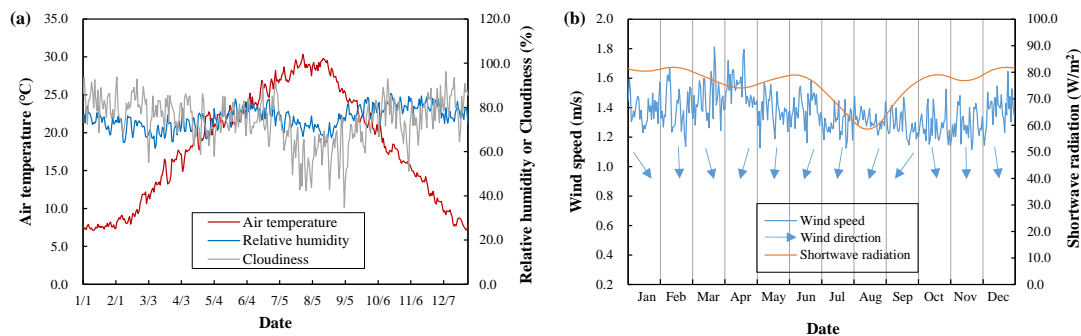 (a)
Air temperature (°C)
35.0
30.0
25.0
20.0
15.0
10.0
5.0
0.0
Air temperature
Relative humidity
Cloudiness
1/1 2/1 3/3 4/3 5/4 6/4 7/5 8/5 9/5 10/6 11/6 12/7
Date
120.0
100.0
80.0
60.0
40.0
20.0
0.0
Relative humidity or Cloudiness (%)
(b)
Wind speed (m/s)
2.0
1.8
1.6
1.4
1.2
1.0
0.8
0.6
0.4
0.2
Wind speed
Wind direction
Shortwave radiation
Jan Feb Mar Apr May Jun Jul Aug Sep Oct Nov Dec
Date
100.0
90.0
80.0
70.0
60.0
50.0
40.0
30.0
20.0
10.0
0.0
Shortwave radiation (W/m²)